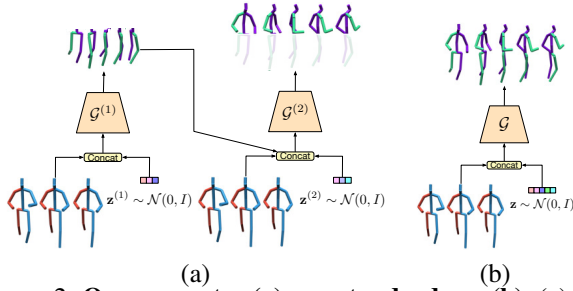 G^(1)
G^(2)
G
Concat
Concat
Concat
z^(1) ∼ N(0, I)
z^(2) ∼ N(0, I)
z ∼ N(0, I)
(a)
(b)